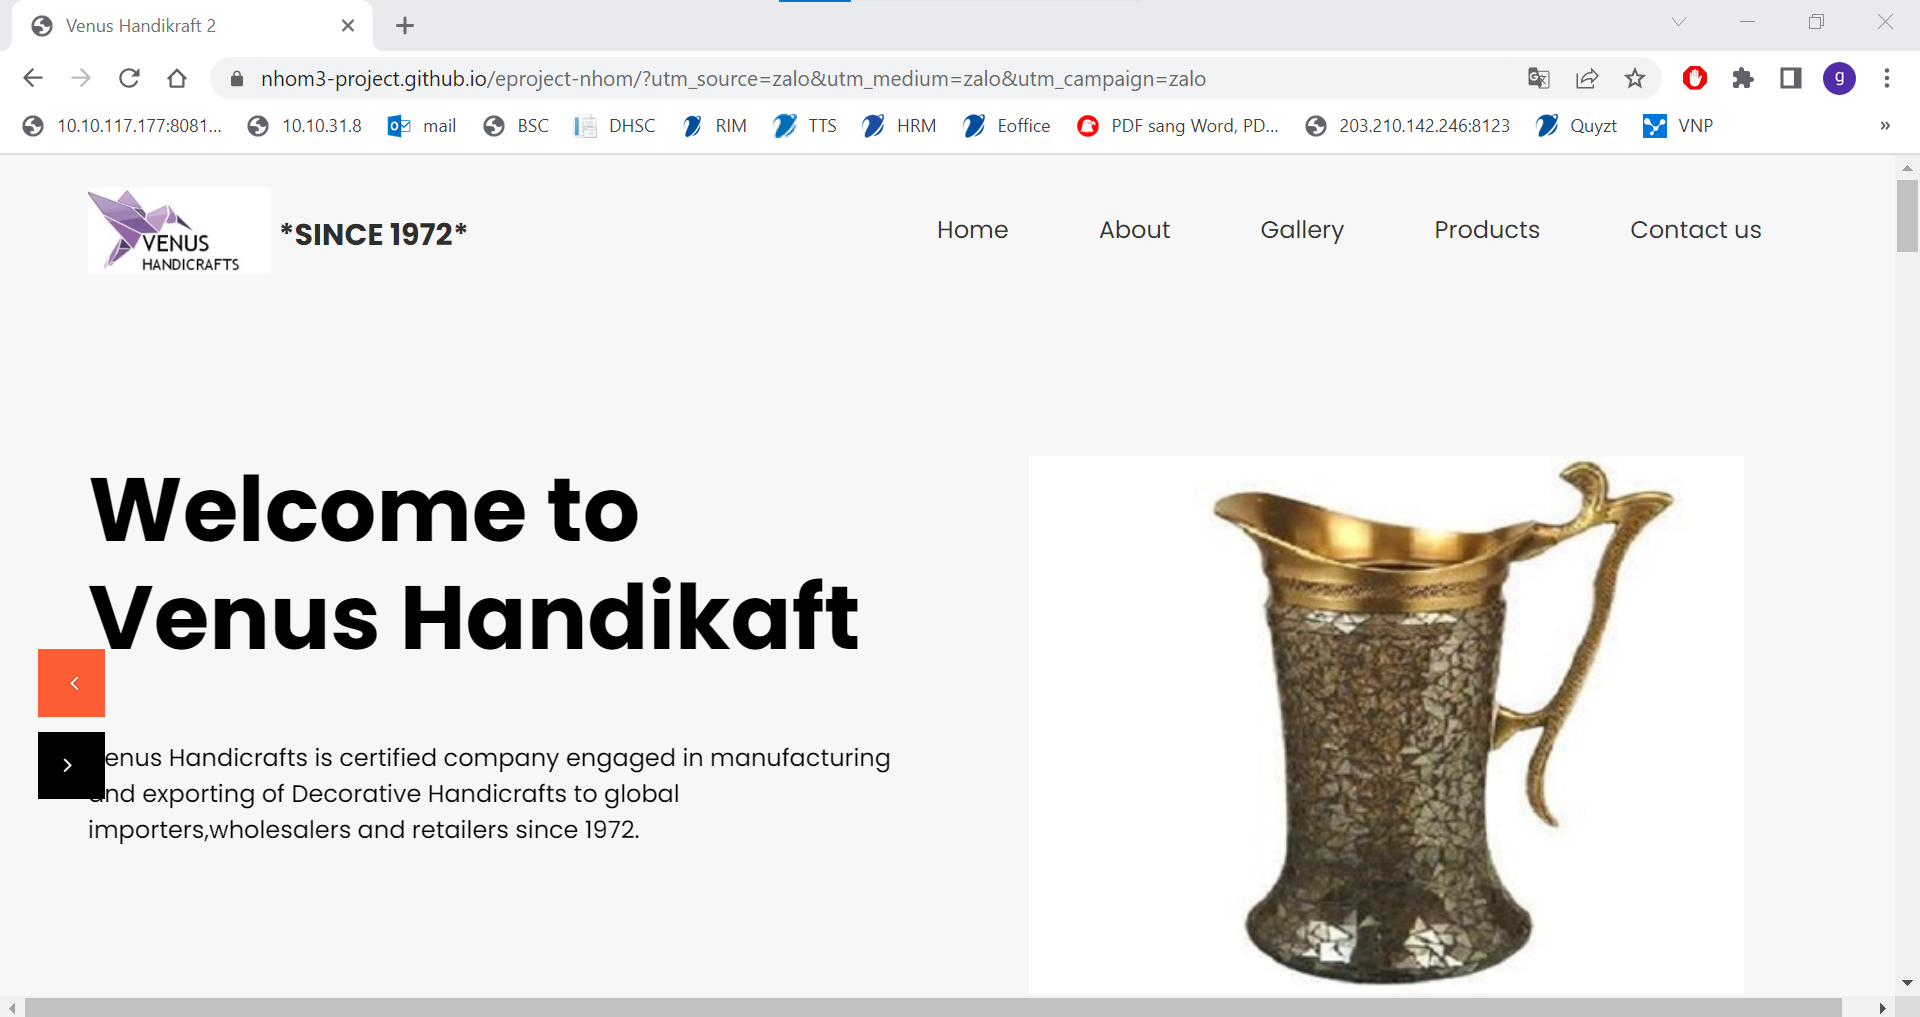 Venus Handikraft 2
nhom3-project.github.io/eproject-nhom/?utm_source=zalo&utm_medium=zalo&utm_campaign=zalo
g
10.10.117.177:8081... 10.10.31.8 mail BSC DHSC RIM TTS HRM Eoffice PDF sang Word, PD... 203.210.142.246:8123 Quyzt VNP »
VENUS
HANDICRAFTS
*SINCE 1972*
Home About Gallery Products Contact us
Welcome to
Venus Handikaft
enus Handicrafts is certified company engaged in manufacturing
and exporting of Decorative Handicrafts to global
importers,wholesalers and retailers since 1972.